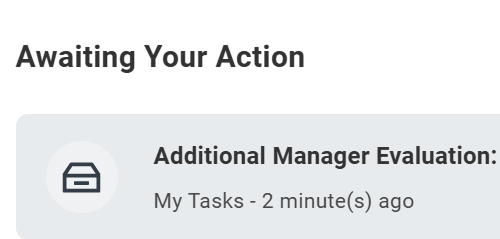 Awaiting Your Action
Additional Manager Evaluation:
My Tasks - 2 minute(s) ago